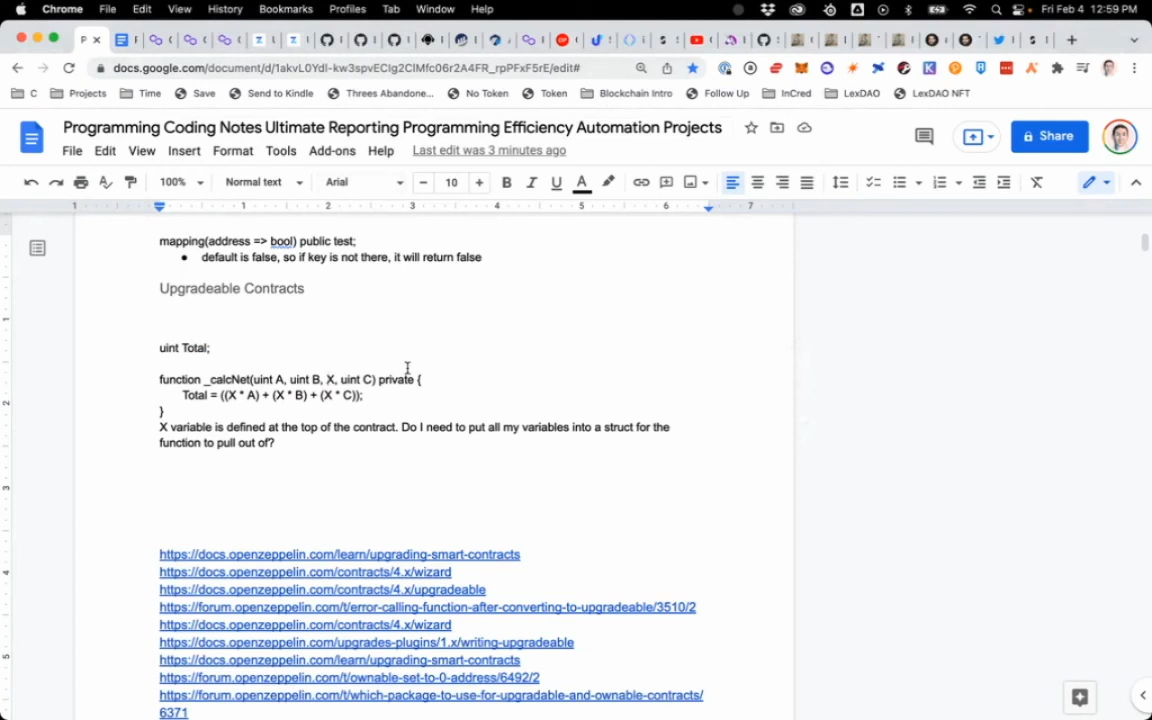 Chrome File Edit View History Bookmarks Profiles Tab Window Help Fri Feb 4 12:59 PM
P
docs.google.com/document/d/1akvL0YdI-kw3spvEClg2ClMfc06r2A4FR_rpPFxF5rE/edit#
C Projects Time Save Send to Kindle Threes Abandone... No Token Token Blockchain Intro Follow Up InCred LexDAO LexDAO NFT
Programming Coding Notes Ultimate Reporting Programming Efficiency Automation Projects
Share
File Edit View Insert Format Tools Add-ons Help Last edit was 3 minutes ago
100% Normal text Arial 10
1 1 2 3 4 5 6 7
mapping(address => bool) public test;
● default is false, so if key is not there, it will return false
Upgradeable Contracts
uint Total;
function _calcNet(uint A, uint B, X, uint C) private {
Total = ((X * A) + (X * B) + (X * C));
}
X variable is defined at the top of the contract. Do I need to put all my variables into a struct for the
function to pull out of?
https://docs.openzeppelin.com/learn/upgrading-smart-contracts
https://docs.openzeppelin.com/contracts/4.x/wizard
https://docs.openzeppelin.com/contracts/4.x/upgradeable
https://forum.openzeppelin.com/t/error-calling-function-after-converting-to-upgradeable/3510/2
https://docs.openzeppelin.com/contracts/4.x/wizard
https://docs.openzeppelin.com/upgrades-plugins/1.x/writing-upgradeable
https://docs.openzeppelin.com/learn/upgrading-smart-contracts
https://forum.openzeppelin.com/t/ownable-set-to-0-address/6492/2
https://forum.openzeppelin.com/t/which-package-to-use-for-upgradable-and-ownable-contracts/
6371